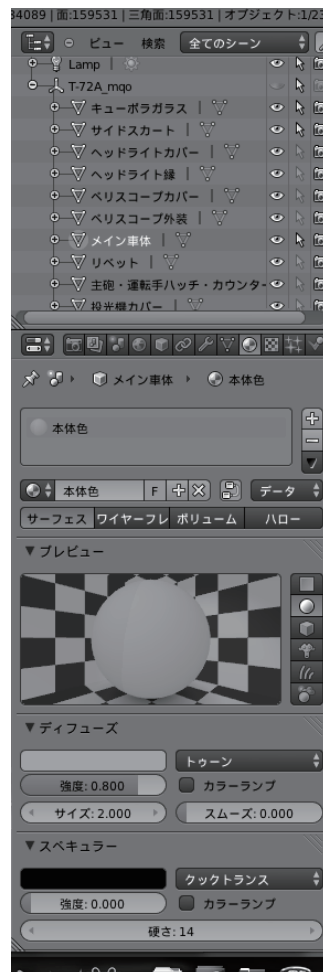 34089 | 面:159531 | 三角面:159531 | オブジェクト:1/23
ビュー 検索 全てのシーン
Lamp
T-72A_mqo
キューポラガラス
サイドスカート
ヘッドライトカバー
ヘッドライト縁
ペリスコープカバー
ペリスコープ外装
メイン車体
リベット
主砲・運転手ハッチ・カウンター
投光機カバー
メイン車体 本体色
本体色
本体色 F データ
サーフェス ワイヤーフレ ボリューム ハロー
プレビュー
ディフューズ
トゥーン
強度: 0.800 カラーランプ
サイズ: 2.000 スムーズ: 0.000
スペキュラー
クックトランス
強度: 0.000 カラーランプ
硬さ: 14